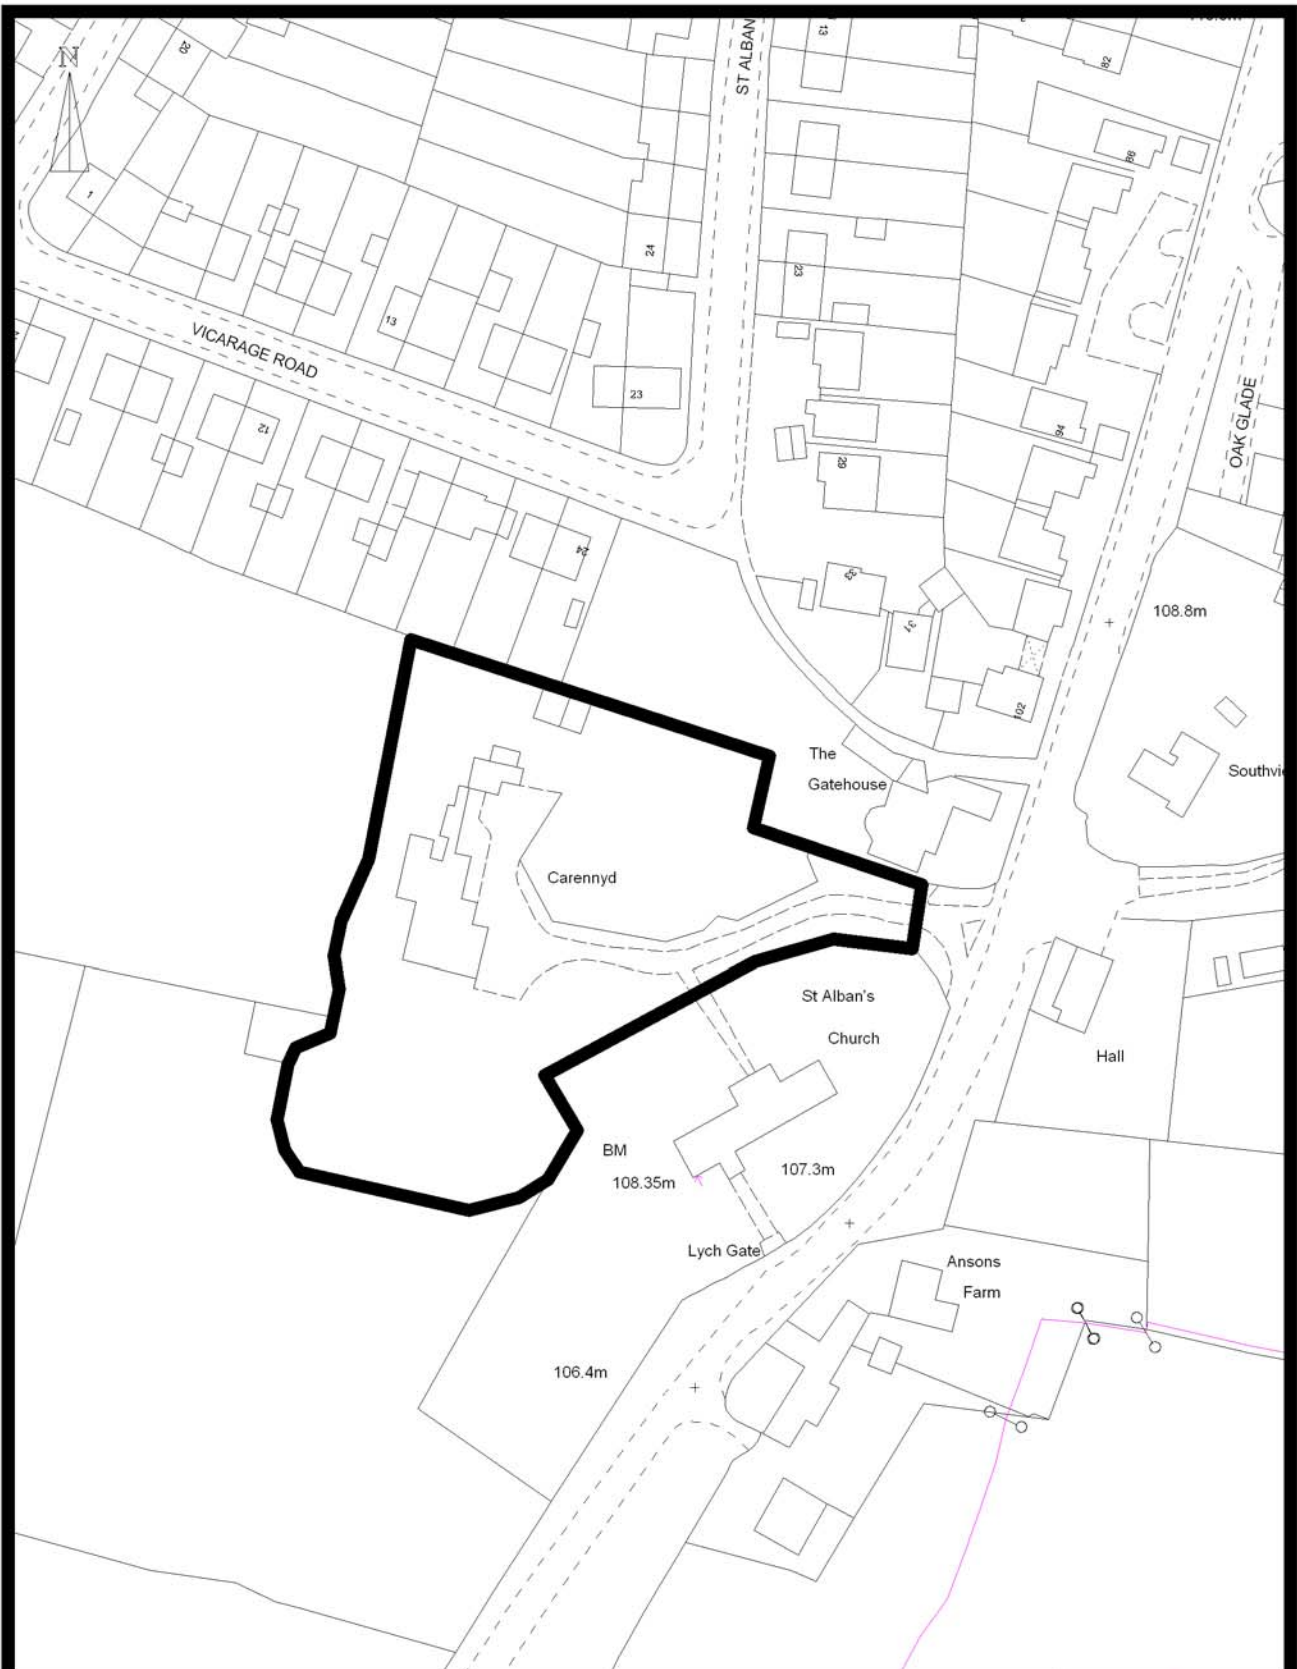 N
20
1
ST ALBAN
13
82
86
24
23
13
VICARAGE ROAD
23
12
29
94
OAK GLADE
24
33
31
108.8m
102
The
Gatehouse
Southvi
Carennyd
St Alban's
Church
Hall
BM
108.35m
107.3m
Lych Gate
Ansons
Farm
106.4m